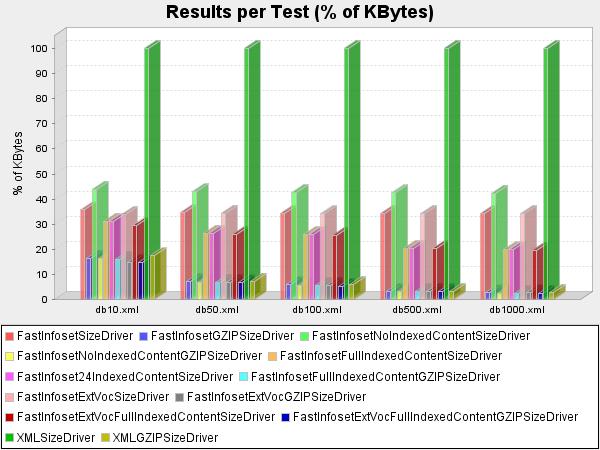 Results per Test (% of KBytes)
% of KBytes
100
90
80
70
60
50
40
30
20
10
0
db10.xml db50.xml db100.xml db500.xml db1000.xml
FastInfosetSizeDriver FastInfosetGZIPSizeDriver FastInfosetNoIndexedContentSizeDriver
FastInfosetNoIndexedContentGZIPSizeDriver FastInfosetFullIndexedContentSizeDriver
FastInfoset24IndexedContentSizeDriver FastInfosetFullIndexedContentGZIPSizeDriver
FastInfosetExtVocSizeDriver FastInfosetExtVocGZIPSizeDriver
FastInfosetExtVocFullIndexedContentSizeDriver FastInfosetExtVocFullIndexedContentGZIPSizeDriver
XMLSizeDriver XMLGZIPSizeDriver